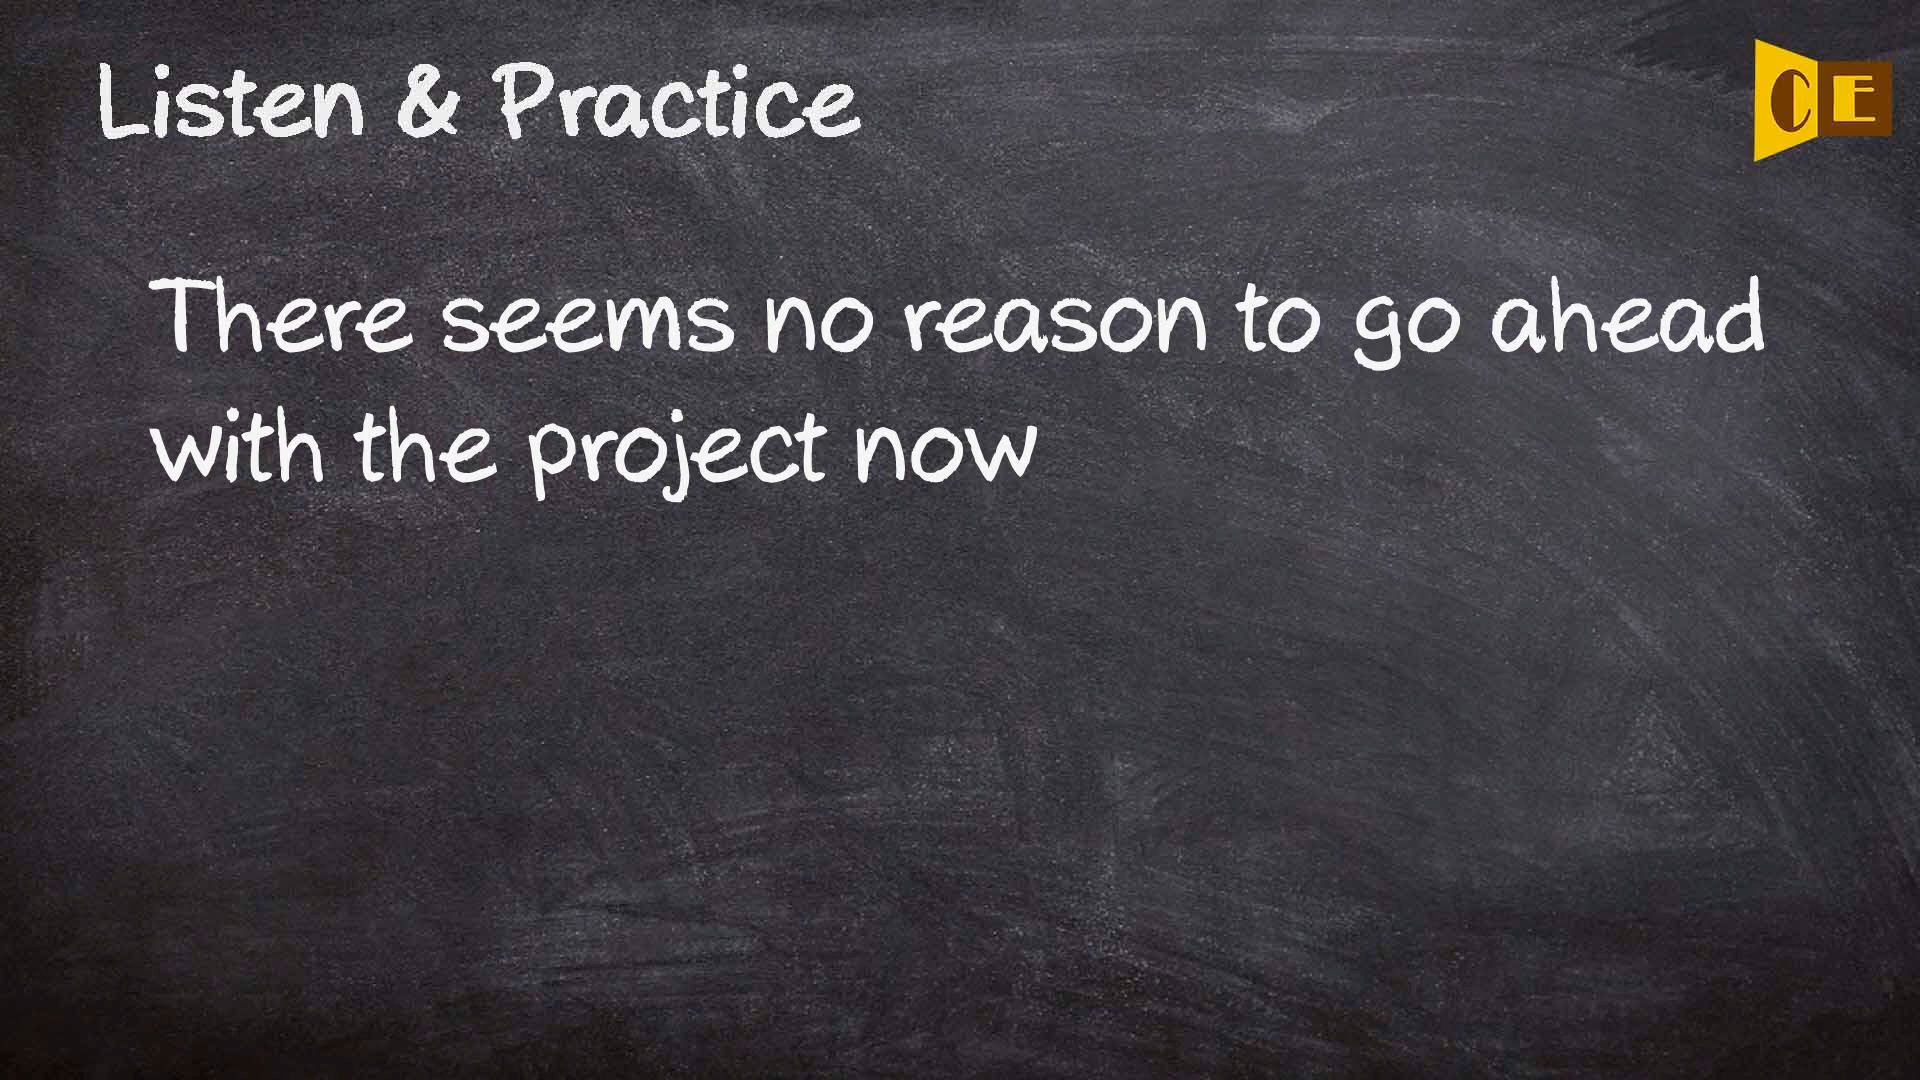 Listen & Practice
CE
There seems no reason to go ahead
with the project now